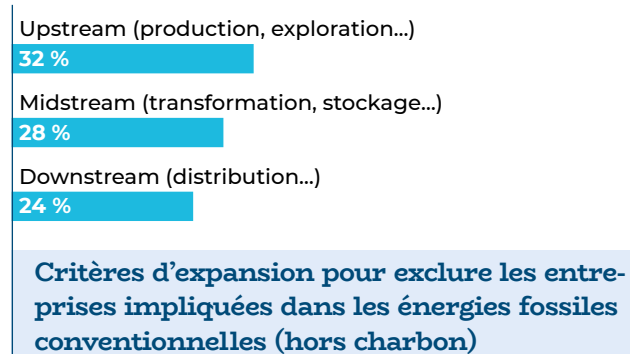 Upstream (production, exploration...)
32 %
Midstream (transformation, stockage...)
28 %
Downstream (distribution...)
24 %
Critères d’expansion pour exclure les entre-
prises impliquées dans les énergies fossiles
conventionnelles (hors charbon)